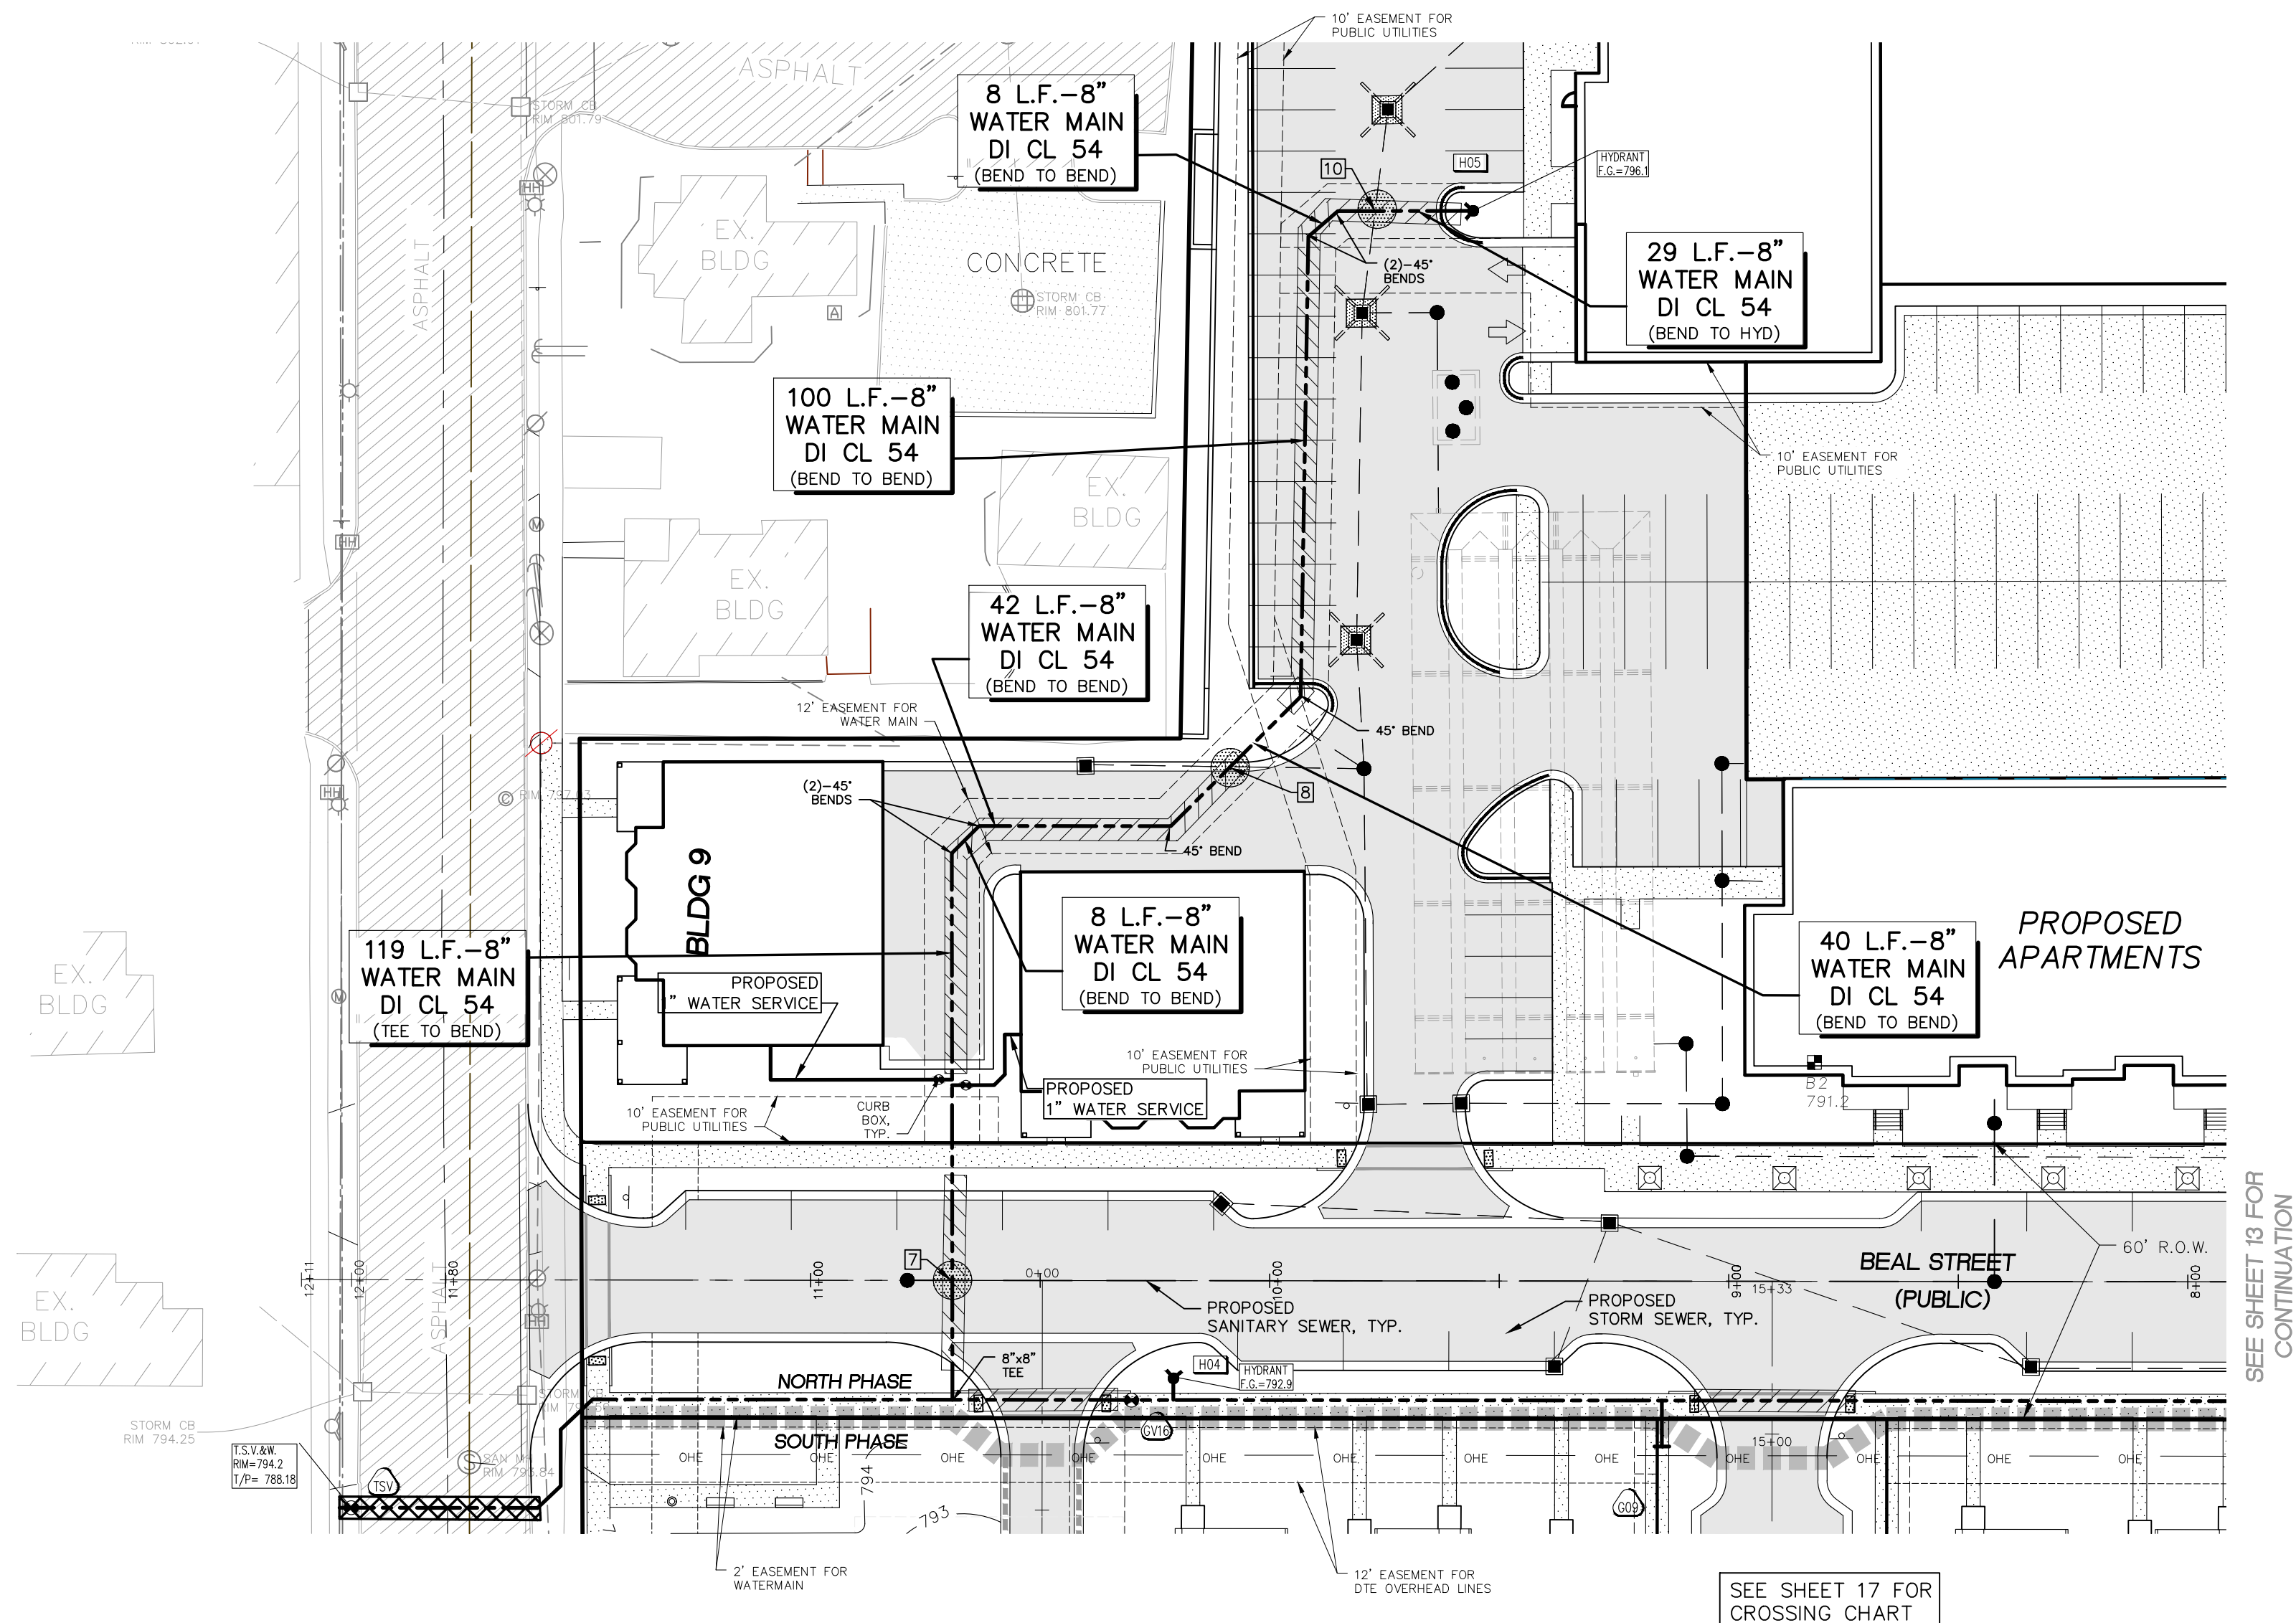 10' EASEMENT FOR
PUBLIC UTILITIES
ASPHALT
8 L.F.-8"
WATER MAIN
DI CL 54
(BEND TO BEND)
STORM CB
RIM 801.79
HH
10
H05
HYDRANT
F.G.=796.1
EX.
BLDG
CONCRETE
STORM CB
RIM 801.77
A
ASPHALT
(2)-45°
BENDS
29 L.F.-8"
WATER MAIN
DI CL 54
(BEND TO HYD)
100 L.F.-8"
WATER MAIN
DI CL 54
(BEND TO BEND)
10' EASEMENT FOR
PUBLIC UTILITIES
EX.
BLDG
M
HH
EX.
BLDG
42 L.F.-8"
WATER MAIN
DI CL 54
(BEND TO BEND)
12' EASEMENT FOR
WATER MAIN
45° BEND
(2)-45°
BENDS
8
HH
C
45° BEND
BLDG 9
8 L.F.-8"
WATER MAIN
DI CL 54
(BEND TO BEND)
40 L.F.-8"
WATER MAIN
DI CL 54
(BEND TO BEND)
PROPOSED
APARTMENTS
119 L.F.-8"
WATER MAIN
DI CL 54
(TEE TO BEND)
EX.
BLDG
M
PROPOSED
1" WATER SERVICE
10' EASEMENT FOR
PUBLIC UTILITIES
PROPOSED
1" WATER SERVICE
B2
791.2
10' EASEMENT FOR
PUBLIC UTILITIES
CURB
BOX,
TYP.
SEE SHEET 13 FOR
CONTINUATION
7
60' R.O.W.
BEAL STREET
(PUBLIC)
12+11
12+00
11+80
11+00
0+00
10+00
9+00
15+33
8+00
PROPOSED
SANITARY SEWER, TYP.
PROPOSED
STORM SEWER, TYP.
EX.
BLDG
ASPHALT
HH
8"x8"
TEE
H04
HYDRANT
F.G.=792.9
NORTH PHASE
SOUTH PHASE
STORM CB
STORM CB
RIM 794.25
GV16
15+00
T.S.V.&W.
RIM=794.2
T/P= 788.18
TSV
S
SAN
OHE
OHE
OHE
OHE
OHE
OHE
OHE
OHE
OHE
OHE
OHE
794
793
G09
2' EASEMENT FOR
WATERMAIN
12' EASEMENT FOR
DTE OVERHEAD LINES
SEE SHEET 17 FOR
CROSSING CHART